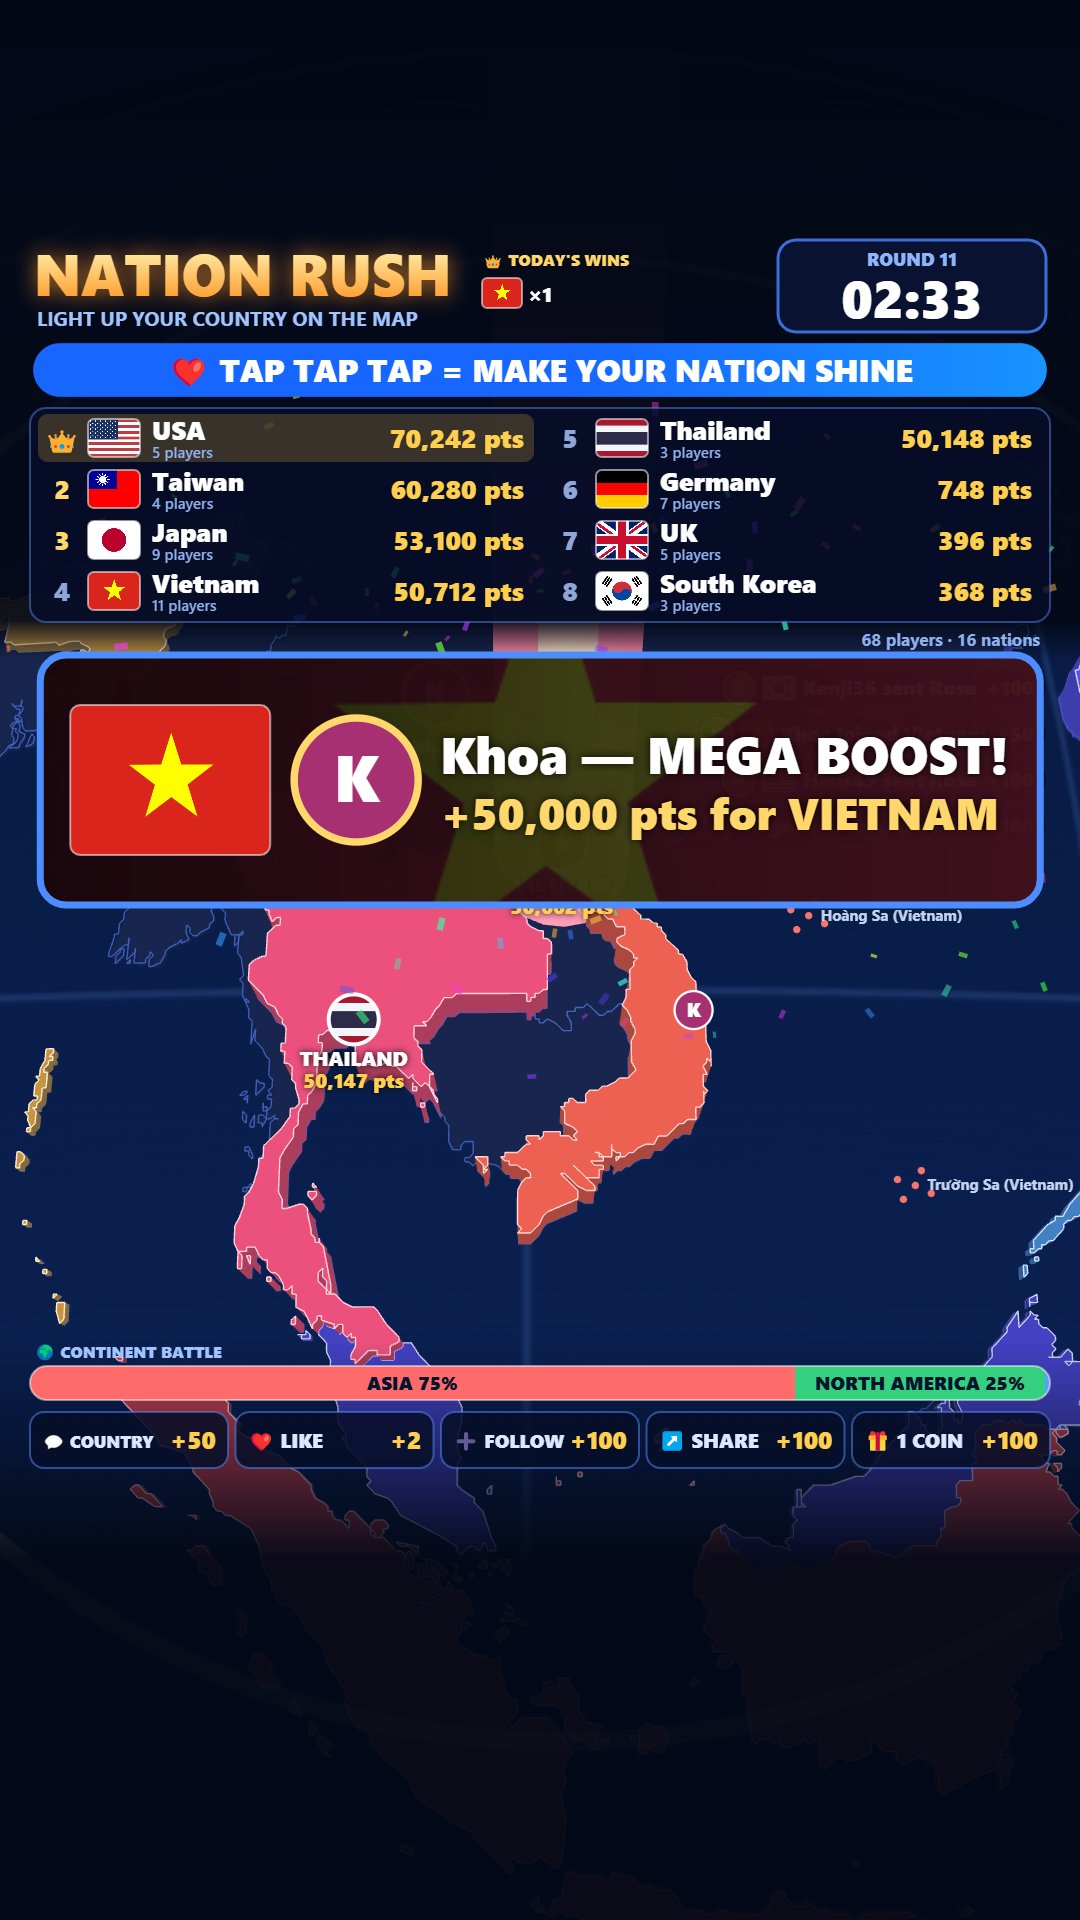 NATION RUSH
LIGHT UP YOUR COUNTRY ON THE MAP
TODAY'S WINS
×1
ROUND 11
02:33
TAP TAP TAP = MAKE YOUR NATION SHINE
USA
5 players
70,242 pts
2
Taiwan
4 players
60,280 pts
3
Japan
9 players
53,100 pts
4
Vietnam
11 players
50,712 pts
5
Thailand
3 players
50,148 pts
6
Germany
7 players
748 pts
7
UK
5 players
396 pts
8
South Korea
3 players
368 pts
68 players · 16 nations
Kenji36 sent Rose +100
K
Khoa — MEGA BOOST!
+50,000 pts for VIETNAM
Hoàng Sa (Vietnam)
K
THAILAND
50,147 pts
Trường Sa (Vietnam)
CONTINENT BATTLE
ASIA 75%
NORTH AMERICA 25%
COUNTRY +50
LIKE +2
FOLLOW +100
SHARE +100
1 COIN +100